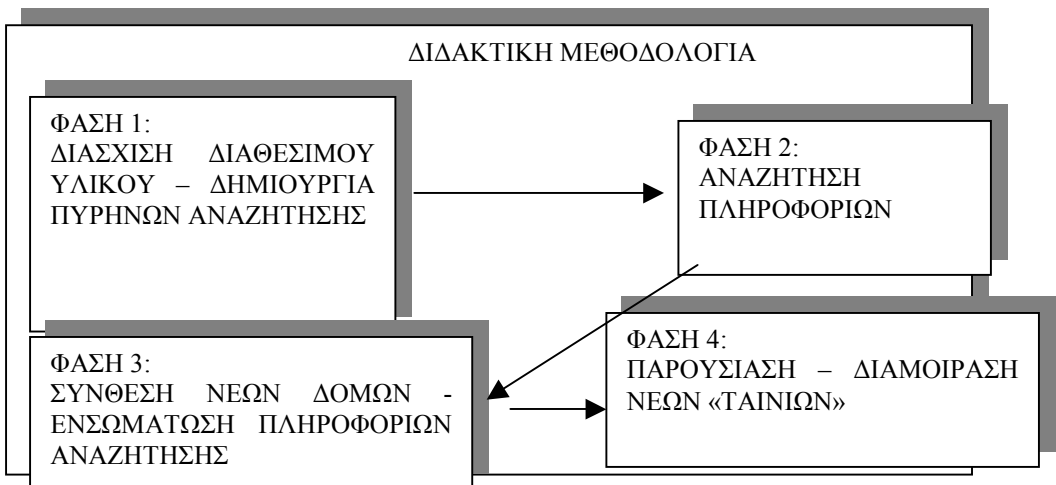 ΔΙΔΑΚΤΙΚΗ ΜΕΘΟΔΟΛΟΓΙΑ
ΦΑΣΗ 1:
ΔΙΑΣΧΙΣΗ ΔΙΑΘΕΣΙΜΟΥ
ΥΛΙΚΟΥ – ΔΗΜΙΟΥΡΓΙΑ
ΠΥΡΗΝΩΝ ΑΝΑΖΗΤΗΣΗΣ
ΦΑΣΗ 2:
ΑΝΑΖΗΤΗΣΗ
ΠΛΗΡΟΦΟΡΙΩΝ
ΦΑΣΗ 3:
ΣΥΝΘΕΣΗ ΝΕΩΝ ΔΟΜΩΝ -
ΕΝΣΩΜΑΤΩΣΗ ΠΛΗΡΟΦΟΡΙΩΝ
ΑΝΑΖΗΤΗΣΗΣ
ΦΑΣΗ 4:
ΠΑΡΟΥΣΙΑΣΗ – ΔΙΑΜΟΙΡΑΣΗ
ΝΕΩΝ «ΤΑΙΝΙΩΝ»